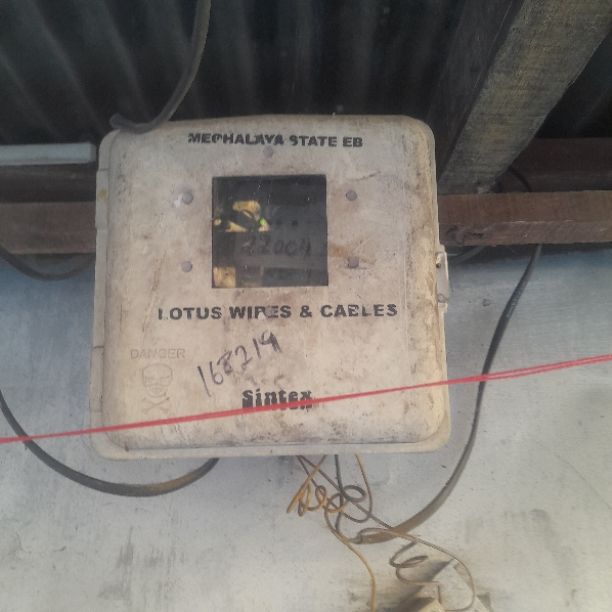 MEGHALAYA STATE EB
22004
LOTUS WIRES & CABLES
DANGER
168219
Sintex